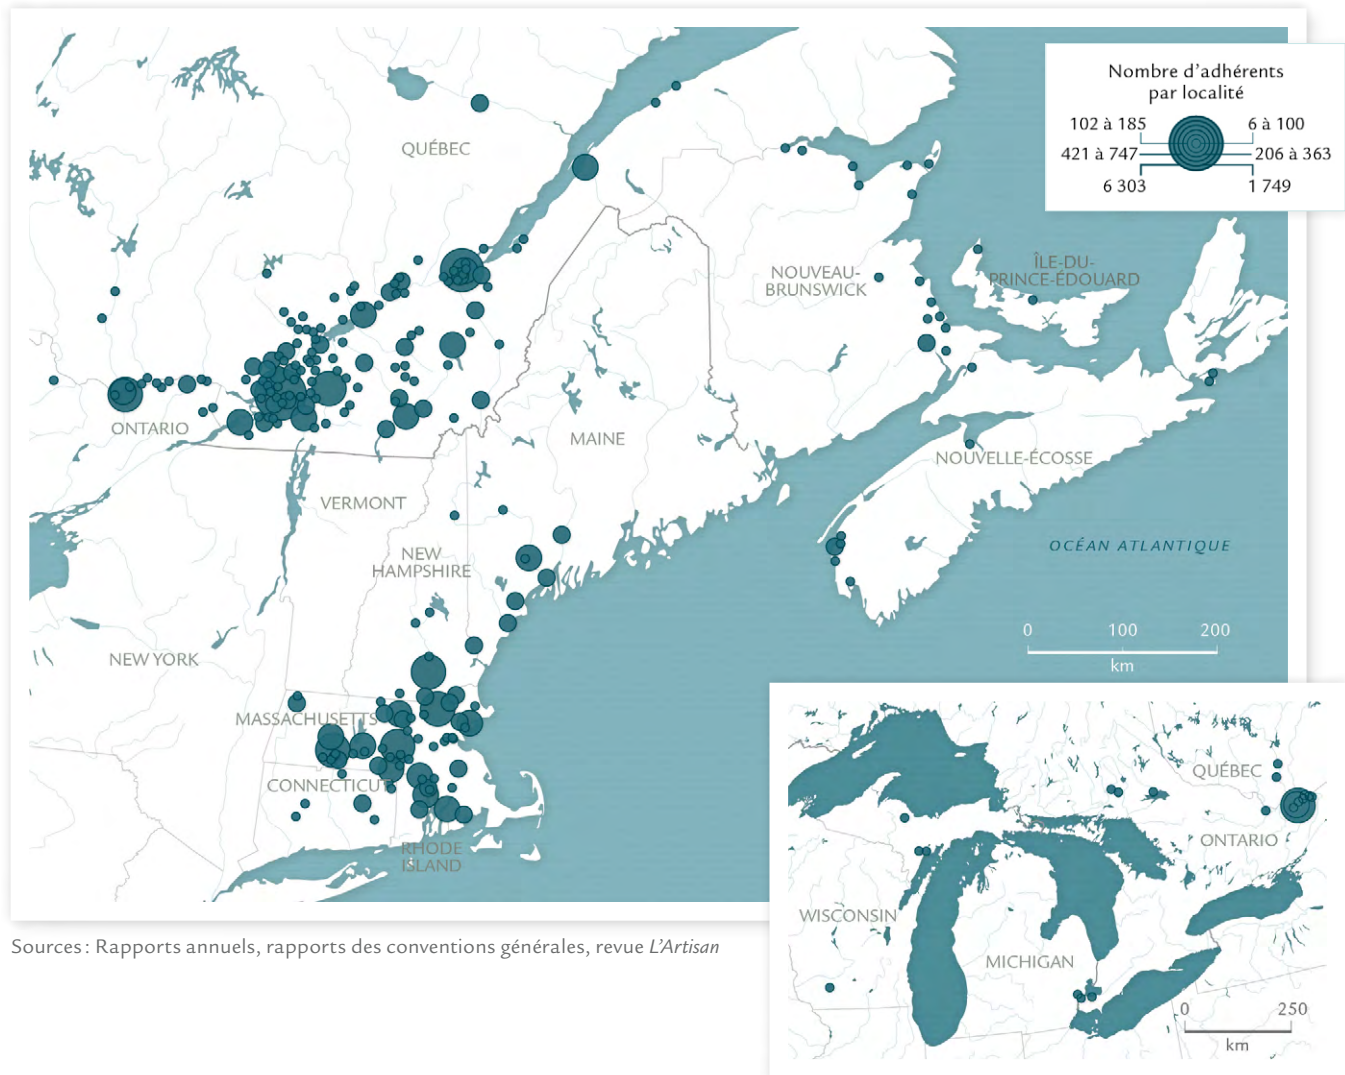 Nombre d'adhérents
par localité
102 à 185
6 à 100
421 à 747
206 à 363
6 303
1 749
QUÉBEC
NOUVEAU-
BRUNSWICK
ÎLE-DU-
PRINCE-ÉDOUARD
ONTARIO
MAINE
NOUVELLE-ÉCOSSE
VERMONT
NEW
HAMPSHIRE
OCÉAN ATLANTIQUE
0 100 200
km
NEW YORK
MASSACHUSETTS
CONNECTICUT
RHODE
ISLAND
QUÉBEC
ONTARIO
WISCONSIN
MICHIGAN
0 250
km
Sources : Rapports annuels, rapports des conventions générales, revue L'Artisan